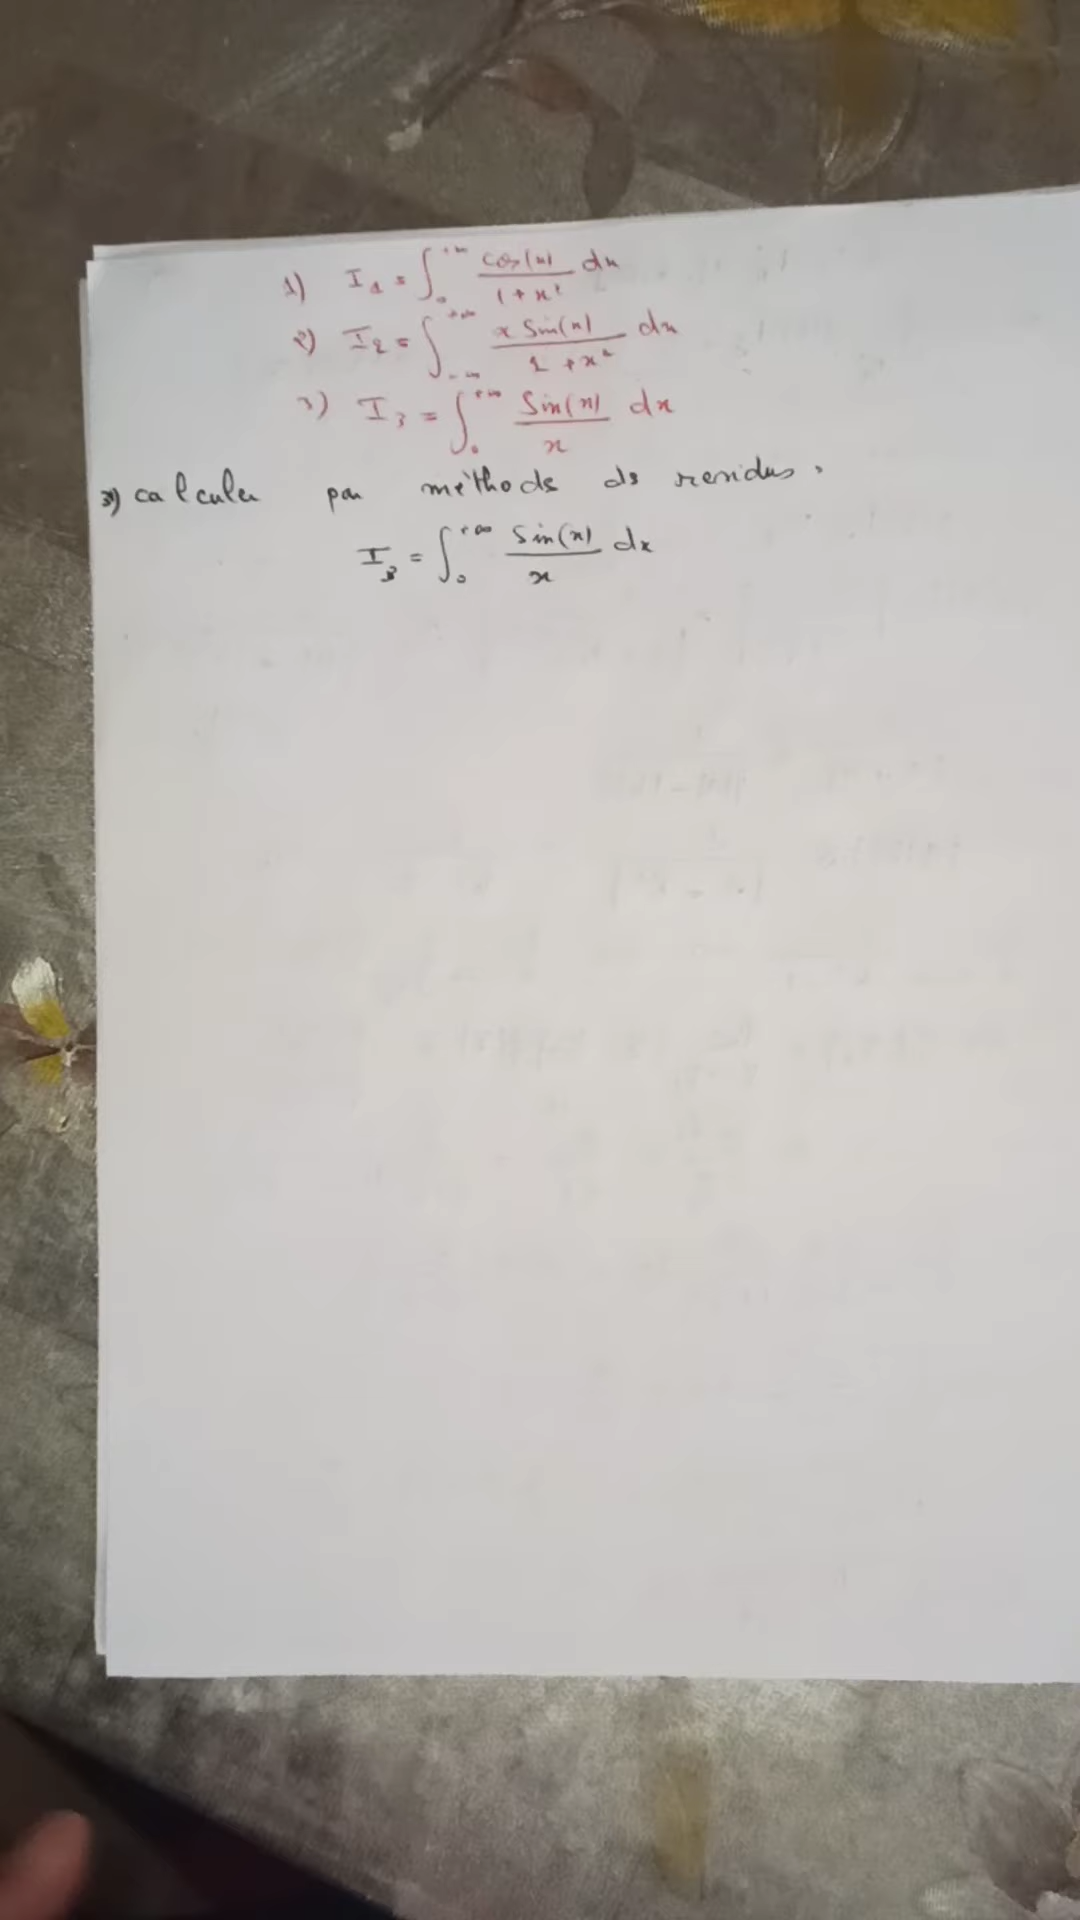 1) I₁ = ∫₀^{+∞} cos(x)/(1+x²) dx
2) I₂ = ∫_{-∞}^{+∞} x sin(x)/(1+x²) dx
3) I₃ = ∫₀^{+∞} Sin(x)/x dx
3) calculer par méthode de residus.
I₃ = ∫₀^{+∞} Sin(x)/x dx